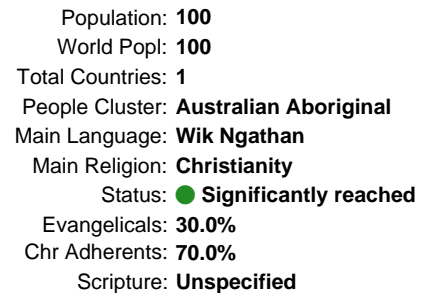 Population: 100
World Popl: 100
Total Countries: 1
People Cluster: Australian Aboriginal
Main Language: Wik Ngathan
Main Religion: Christianity
Status: Significantly reached
Evangelicals: 30.0%
Chr Adherents: 70.0%
Scripture: Unspecified